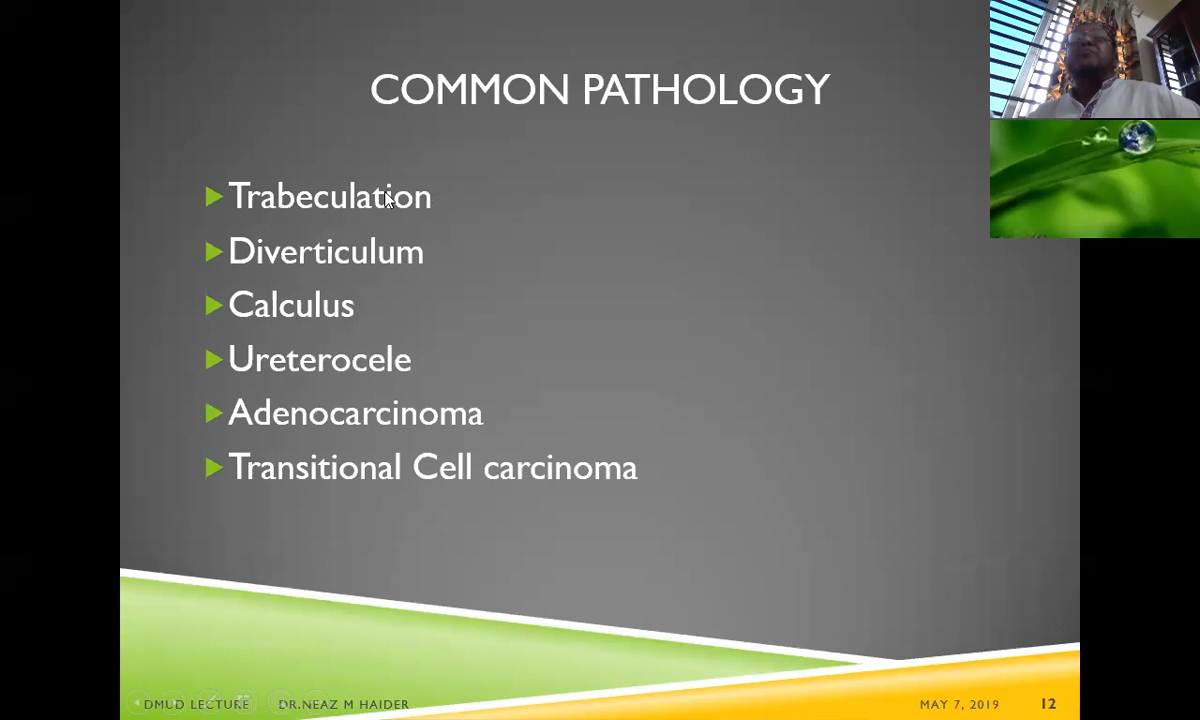 COMMON PATHOLOGY
Trabeculation
Diverticulum
Calculus
Ureterocele
Adenocarcinoma
Transitional Cell carcinoma
DMUD LECTURE DR.NEAZ M HAIDER MAY 7, 2019 12